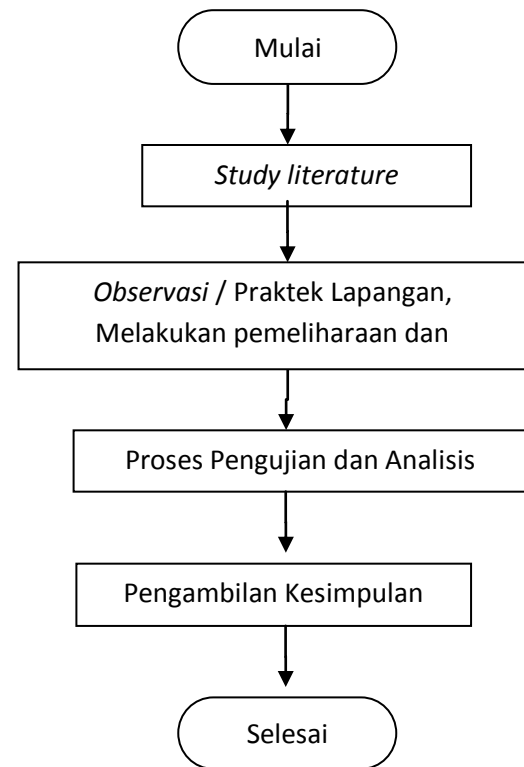 Mulai
Study literature
Observasi / Praktek Lapangan,
Melakukan pemeliharaan dan
Proses Pengujian dan Analisis
Pengambilan Kesimpulan
Selesai